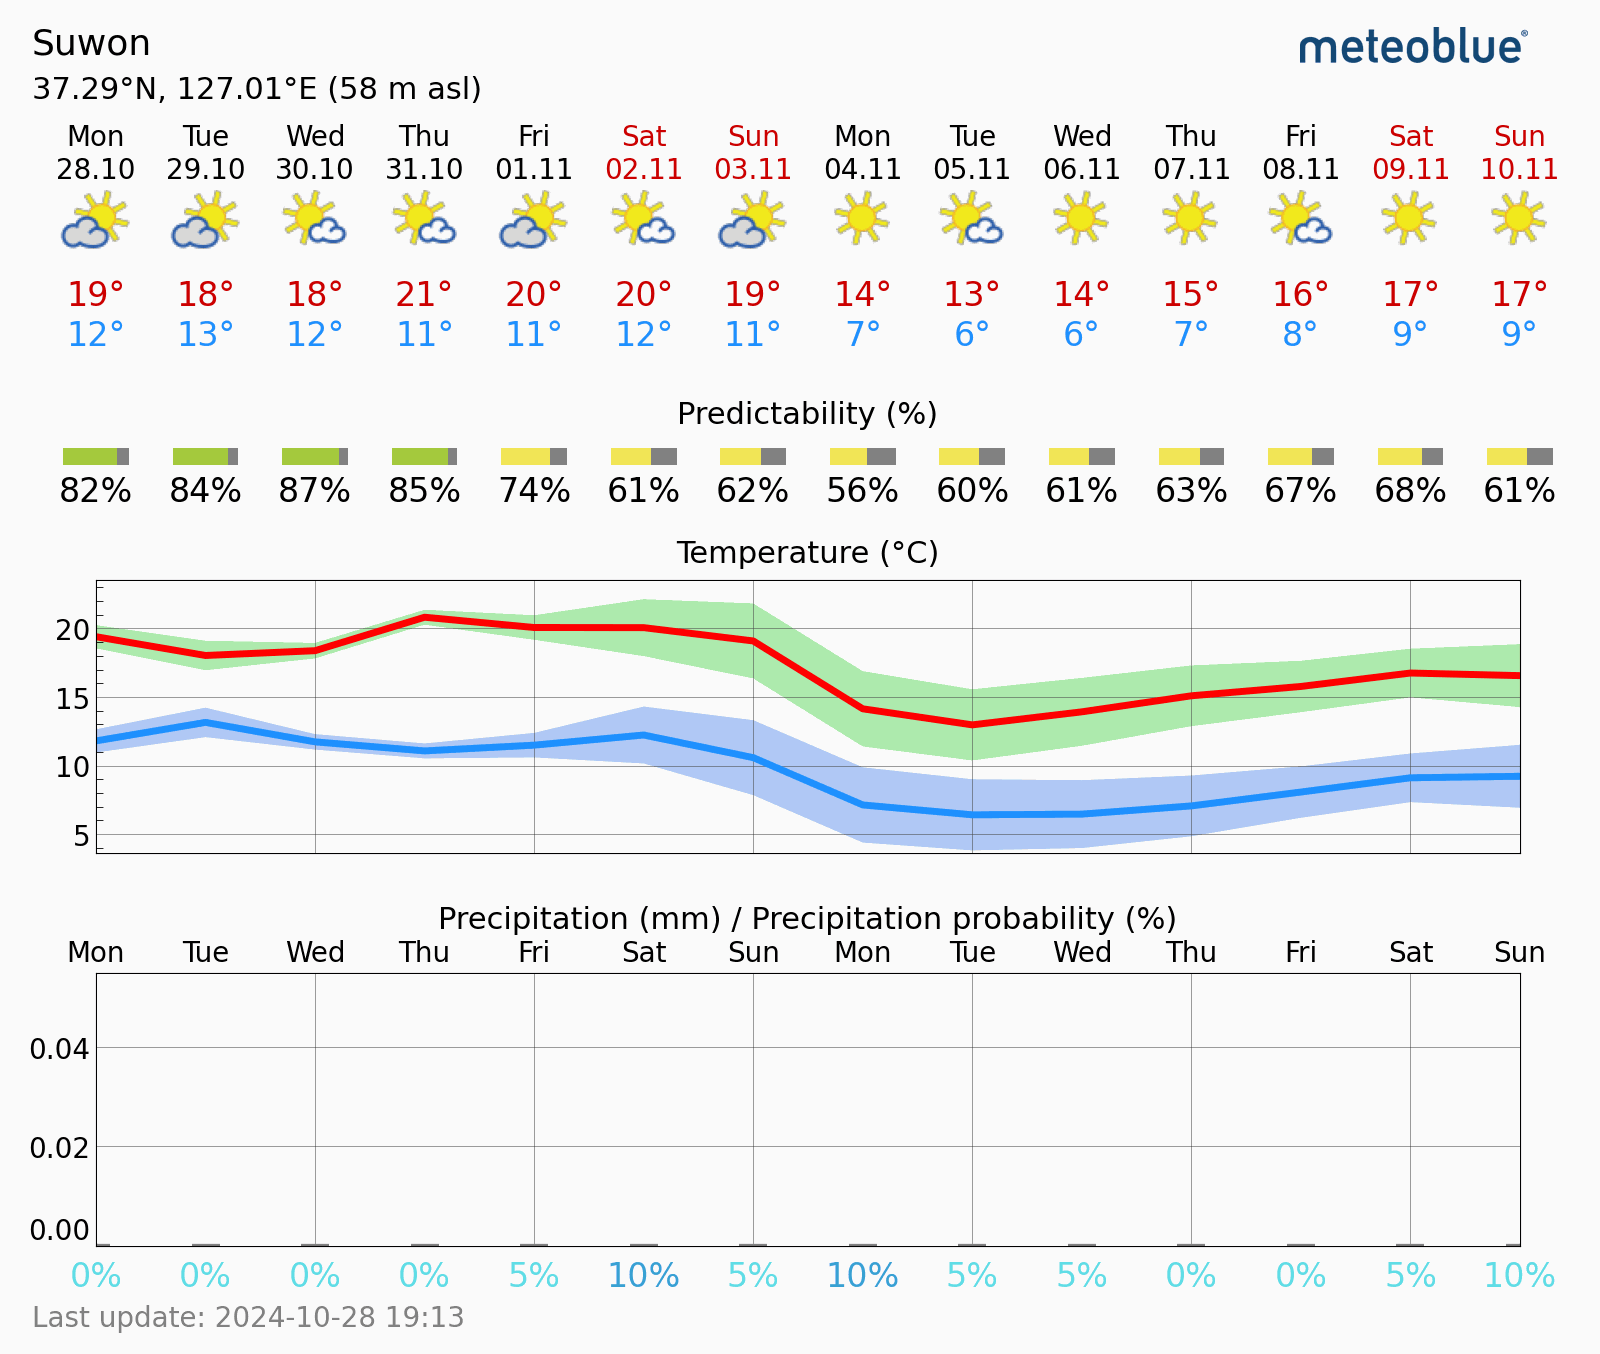 Suwon
meteoblue®
37.29°N, 127.01°E (58 m asl)
Mon Tue Wed Thu Fri Sat Sun Mon Tue Wed Thu Fri Sat Sun
28.10 29.10 30.10 31.10 01.11 02.11 03.11 04.11 05.11 06.11 07.11 08.11 09.11 10.11
19° 18° 18° 21° 20° 20° 19° 14° 13° 14° 15° 16° 17° 17°
12° 13° 12° 11° 11° 12° 11° 7° 6° 6° 7° 8° 9° 9°
Predictability (%)
82% 84% 87% 85% 74% 61% 62% 56% 60% 61% 63% 67% 68% 61%
Temperature (°C)
20
15
10
5
Precipitation (mm) / Precipitation probability (%)
Mon Tue Wed Thu Fri Sat Sun Mon Tue Wed Thu Fri Sat Sun
0.04
0.02
0.00
0% 0% 0% 0% 5% 10% 5% 10% 5% 5% 0% 0% 5% 10%
Last update: 2024-10-28 19:13